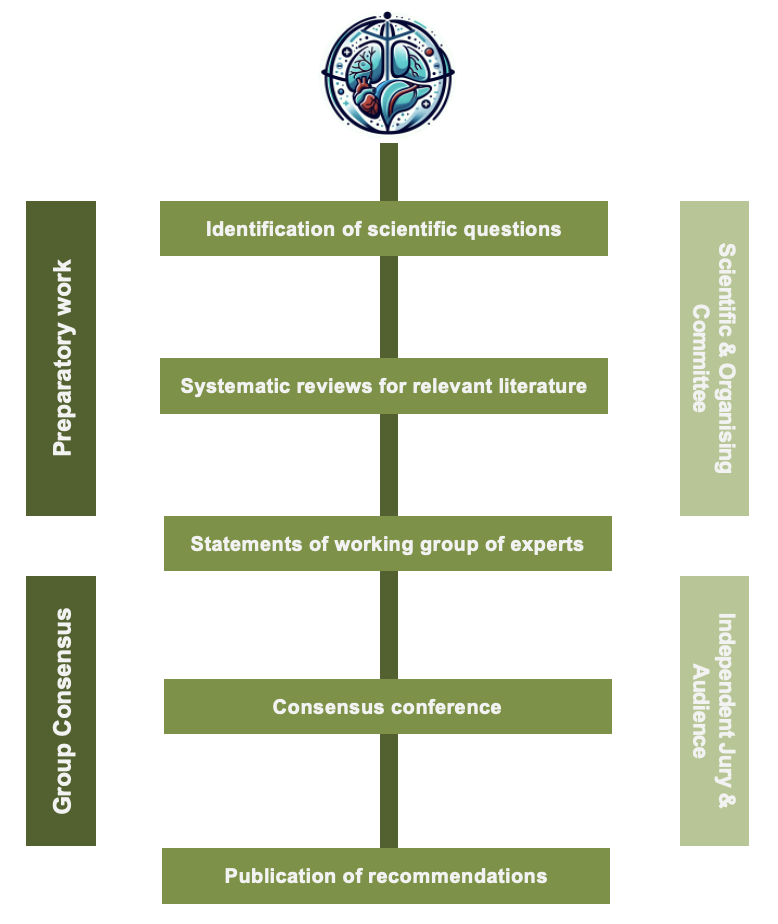 Identification of scientific questions
Preparatory work
Scientific & Organising
Committee
Systematic reviews for relevant literature
Statements of working group of experts
Group Consensus
Independent Jury &
Audience
Consensus conference
Publication of recommendations